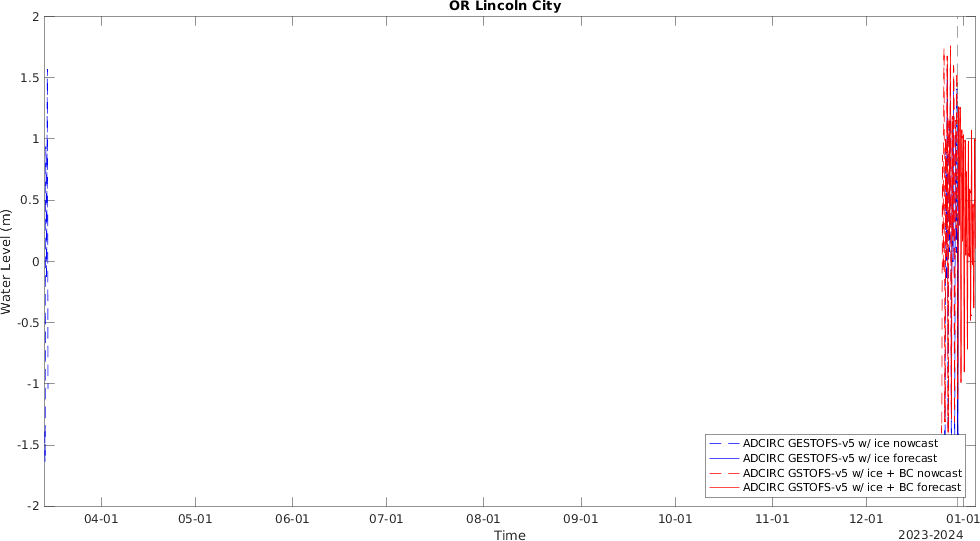 OR Lincoln City
2
1.5
1
0.5
0
-0.5
-1
-1.5
-2
Water Level (m)
ADCIRC GESTOFS-v5 w/ ice nowcast
ADCIRC GESTOFS-v5 w/ ice forecast
ADCIRC GSTOFS-v5 w/ ice + BC nowcast
ADCIRC GSTOFS-v5 w/ ice + BC forecast
04-01 05-01 06-01 07-01 08-01 09-01 10-01 11-01 12-01 01-01
Time
2023-2024